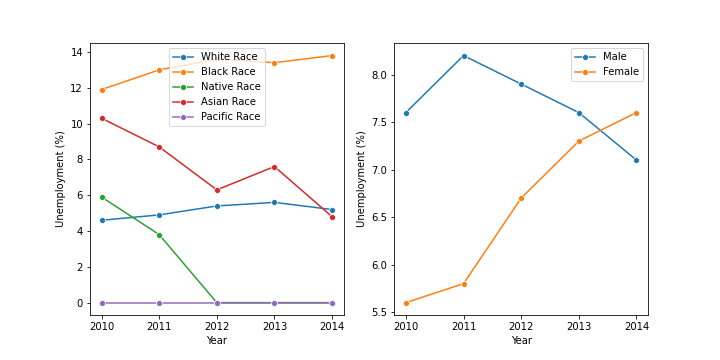 Unemployment (%)
14
12
10
8
6
4
2
0
White Race
Black Race
Native Race
Asian Race
Pacific Race
2010 2011 2012 2013 2014
Year
Unemployment (%)
8.0
7.5
7.0
6.5
6.0
5.5
Male
Female
2010 2011 2012 2013 2014
Year